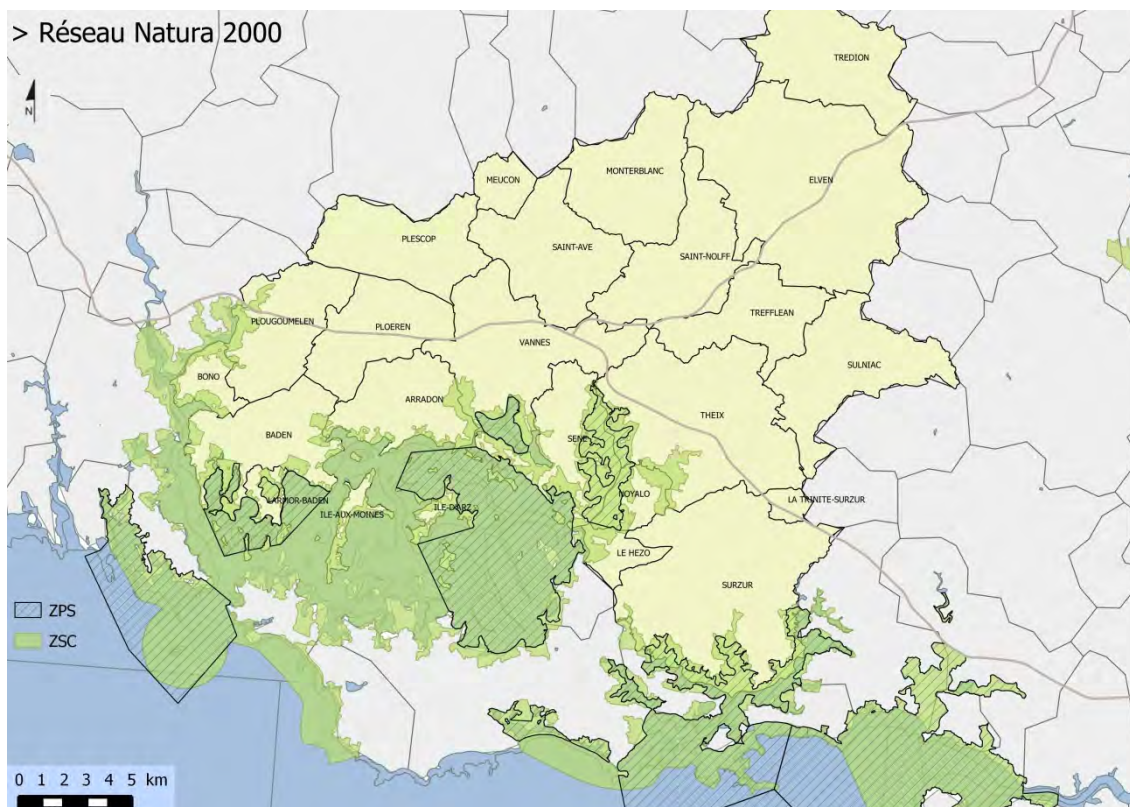 > Réseau Natura 2000
N
TREDION
MONTERBLANC
MEUCON
ELVEN
PLESCOP
SAINT-AVE
SAINT-NOLFF
PLOUGOUMELEN
PLOEREN
TREFFLEAN
VANNES
SULNIAC
BONO
ARRADON
THEIX
BADEN
SENE
LARMOR-BADEN
ILE-AUX-MOINES
ILE-D'ARZ
NOYALO
LA TRINITE-SURZUR
LE HEZO
SURZUR
ZPS
ZSC
0 1 2 3 4 5 km